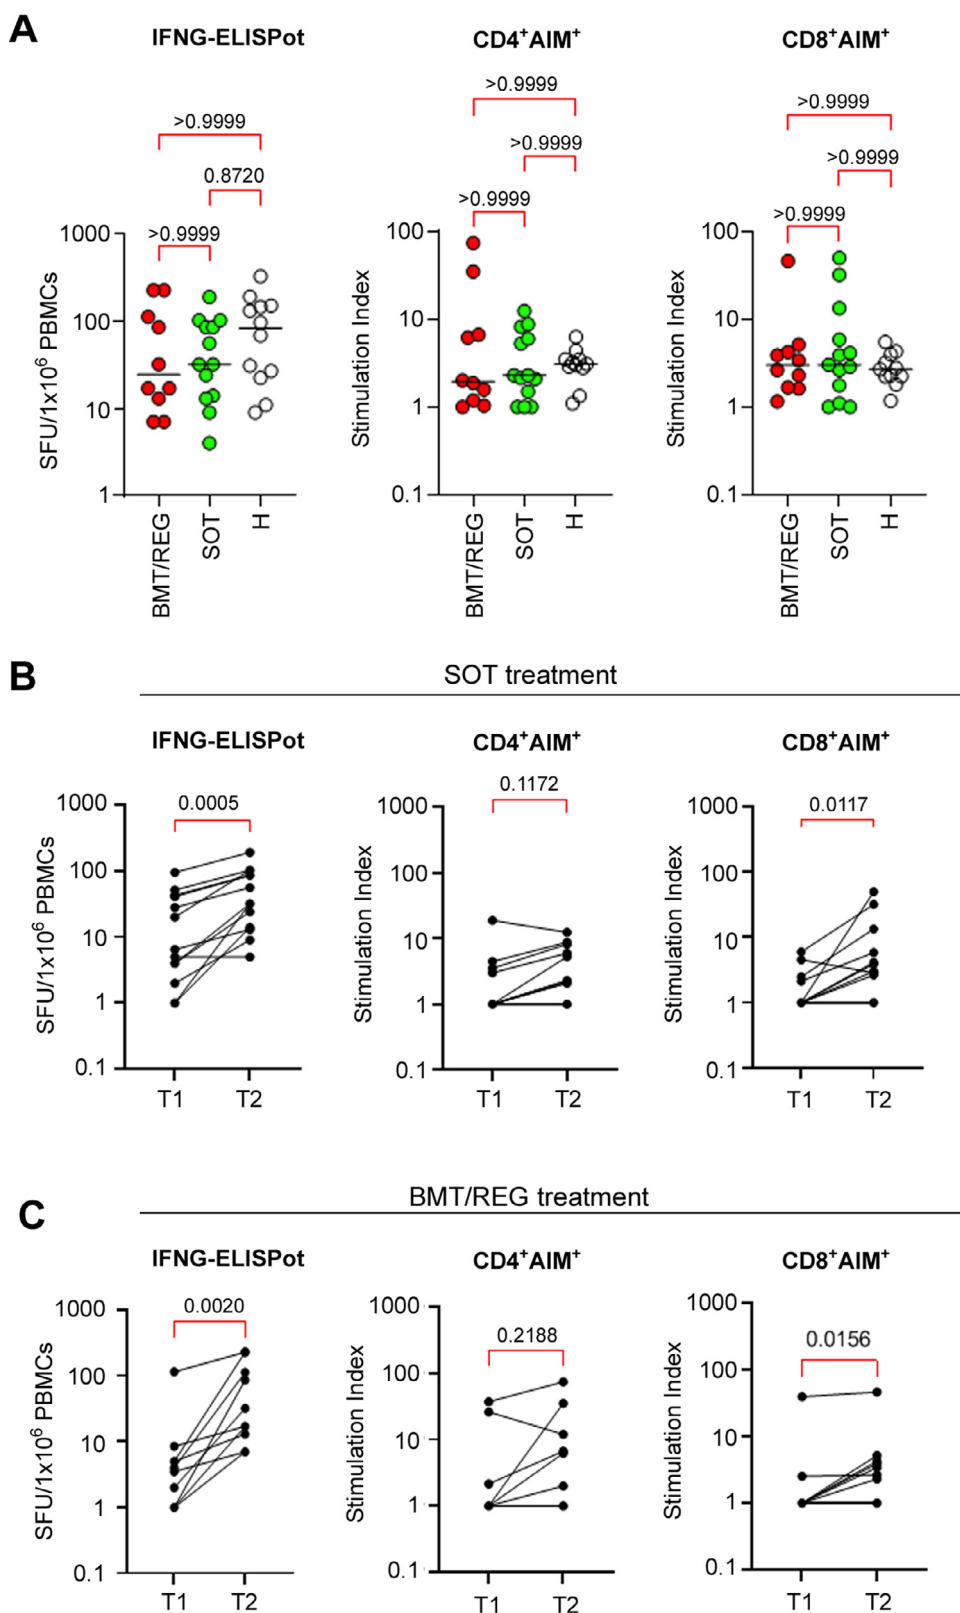 A
IFNG-ELISPot
CD4+AIM+
CD8+AIM+
>0.9999
0.8720
>0.9999
SFU/1x10^6 PBMCs
1000
100
10
1
BMT/REG
SOT
H
>0.9999
>0.9999
>0.9999
Stimulation Index
100
10
1
0.1
BMT/REG
SOT
H
>0.9999
>0.9999
>0.9999
Stimulation Index
100
10
1
0.1
BMT/REG
SOT
H
B
SOT treatment
IFNG-ELISPot
CD4+AIM+
CD8+AIM+
0.0005
SFU/1x10^6 PBMCs
1000
100
10
1
0.1
T1
T2
0.1172
Stimulation Index
1000
100
10
1
0.1
T1
T2
0.0117
Stimulation Index
1000
100
10
1
0.1
T1
T2
C
BMT/REG treatment
IFNG-ELISPot
CD4+AIM+
CD8+AIM+
0.0020
SFU/1x10^6 PBMCs
1000
100
10
1
0.1
T1
T2
0.2188
Stimulation Index
1000
100
10
1
0.1
T1
T2
0.0156
Stimulation Index
1000
100
10
1
0.1
T1
T2